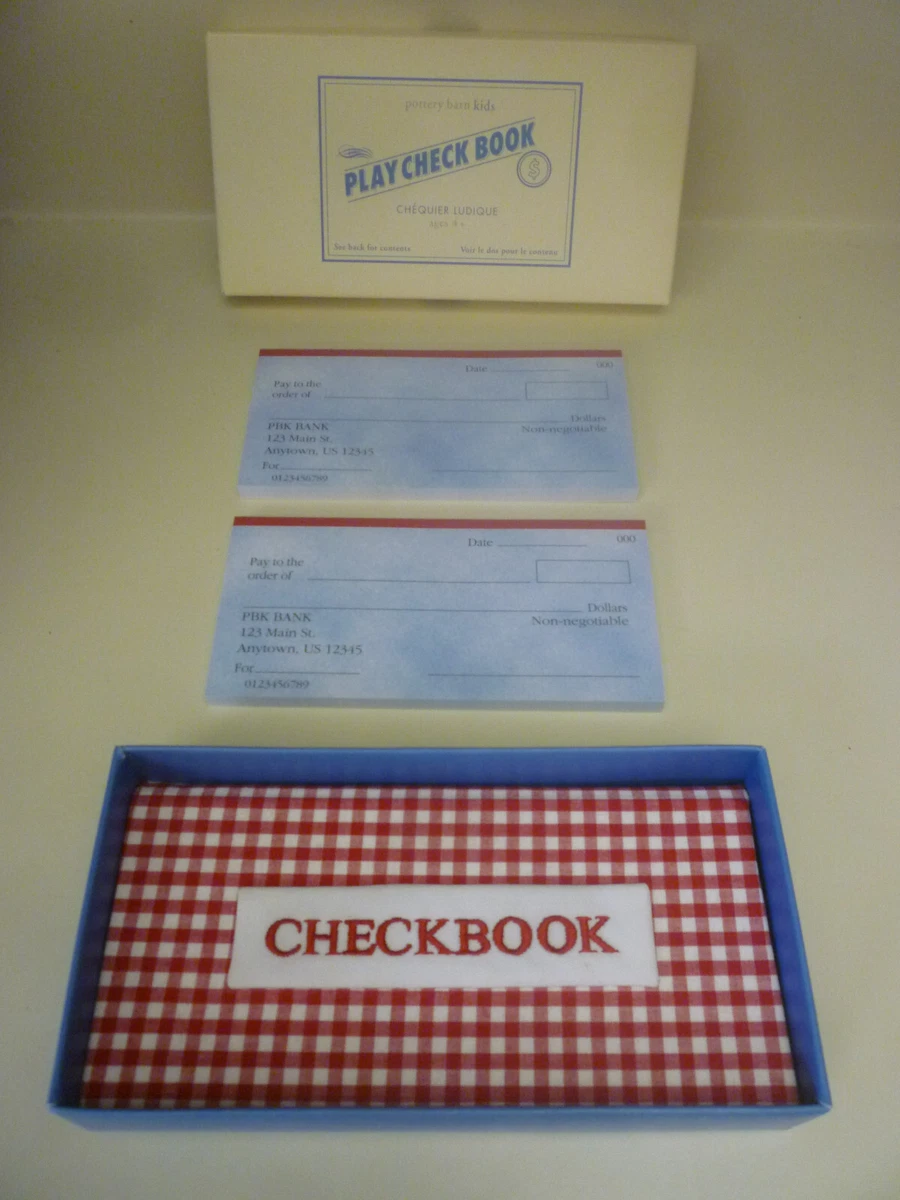 pottery barn kids
PLAY CHECK BOOK
$
CHÉQUIER LUDIQUE
ages 3+
See back for contents
Voir le dos pour le contenu
Date 000
Pay to the
order of
Dollars
PBK BANK Non-negotiable
123 Main St.
Anytown, US 12345
For
0123456789
Date 000
Pay to the
order of
Dollars
PBK BANK Non-negotiable
123 Main St.
Anytown, US 12345
For
0123456789
CHECKBOOK